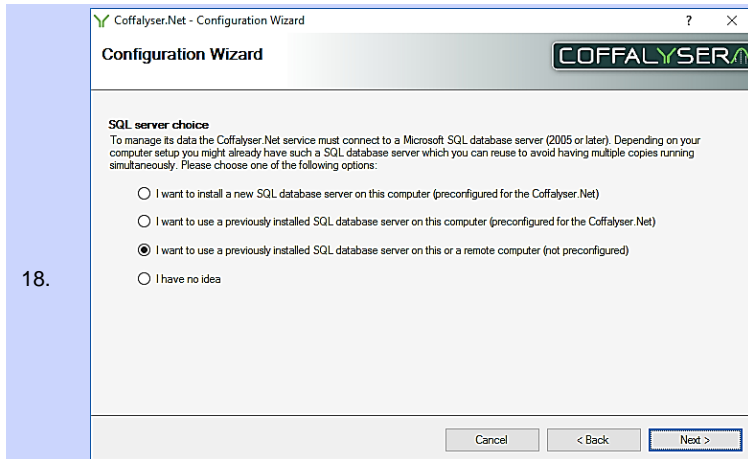 Coffalyser.Net - Configuration Wizard
Configuration Wizard
COFFALYSER
SQL server choice
To manage its data the Coffalyser.Net service must connect to a Microsoft SQL database server (2005 or later). Depending on your
computer setup you might already have such a SQL database server which you can reuse to avoid having multiple copies running
simultaneously. Please choose one of the following options:
I want to install a new SQL database server on this computer (preconfigured for the Coffalyser.Net)
I want to use a previously installed SQL database server on this computer (preconfigured for the Coffalyser.Net)
I want to use a previously installed SQL database server on this or a remote computer (not preconfigured)
18.
I have no idea
Cancel
< Back
Next >